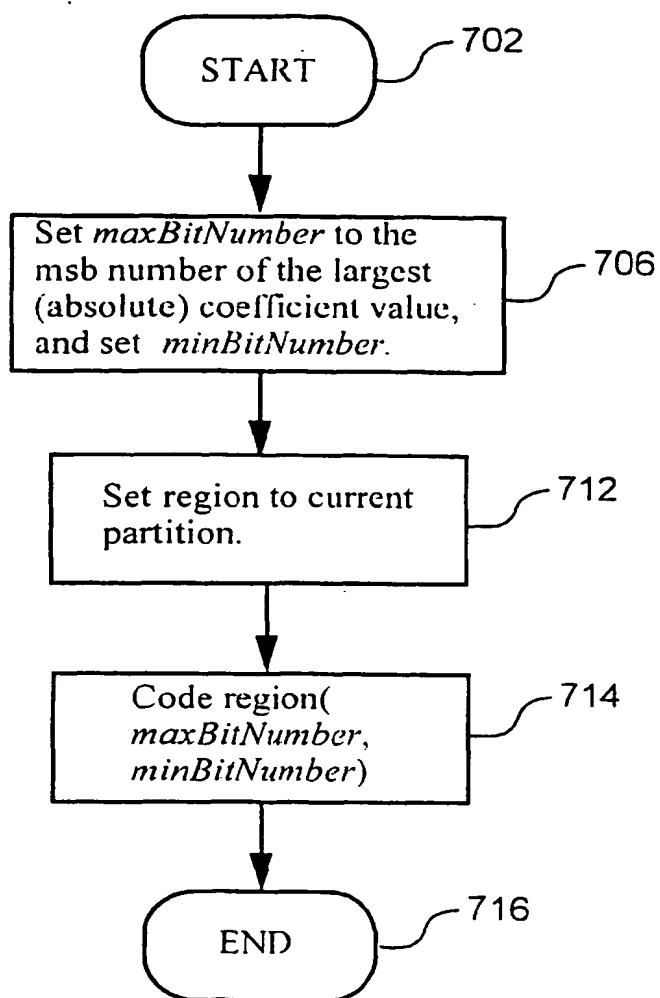 START
702
Set maxBitNumber to the
msb number of the largest
(absolute) coefficient value,
and set minBitNumber.
706
Set region to current
partition.
712
Code region(
maxBitNumber,
minBitNumber)
714
END
716